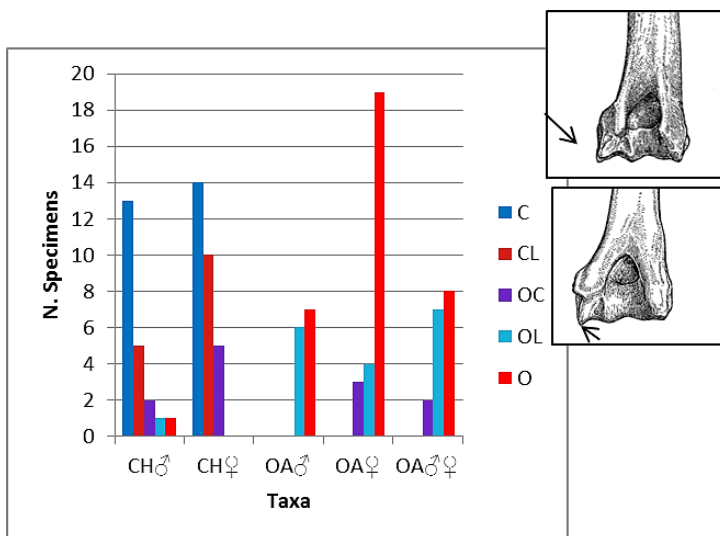 20
18
16
14
12
10
8
6
4
2
0
N. Specimens
CH♂ CH♀ OA♂ OA♀ OA♂♀
Taxa
C
CL
OC
OL
O